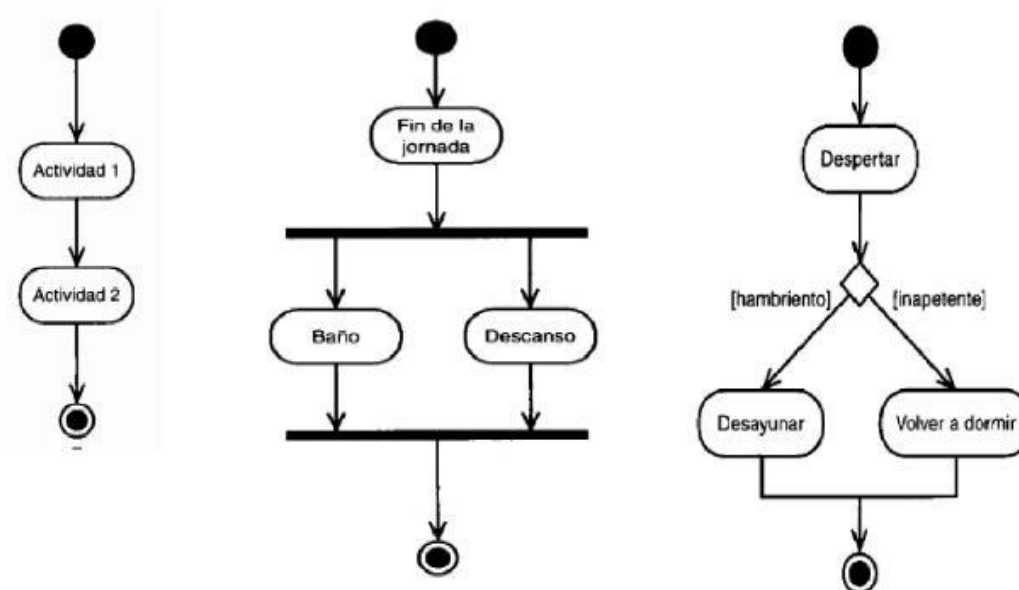 Actividad 1
Actividad 2
Fin de la
jornada
Baño
Descanso
Despertar
[hambriento]
[inapetente]
Desayunar
Volver a dormir